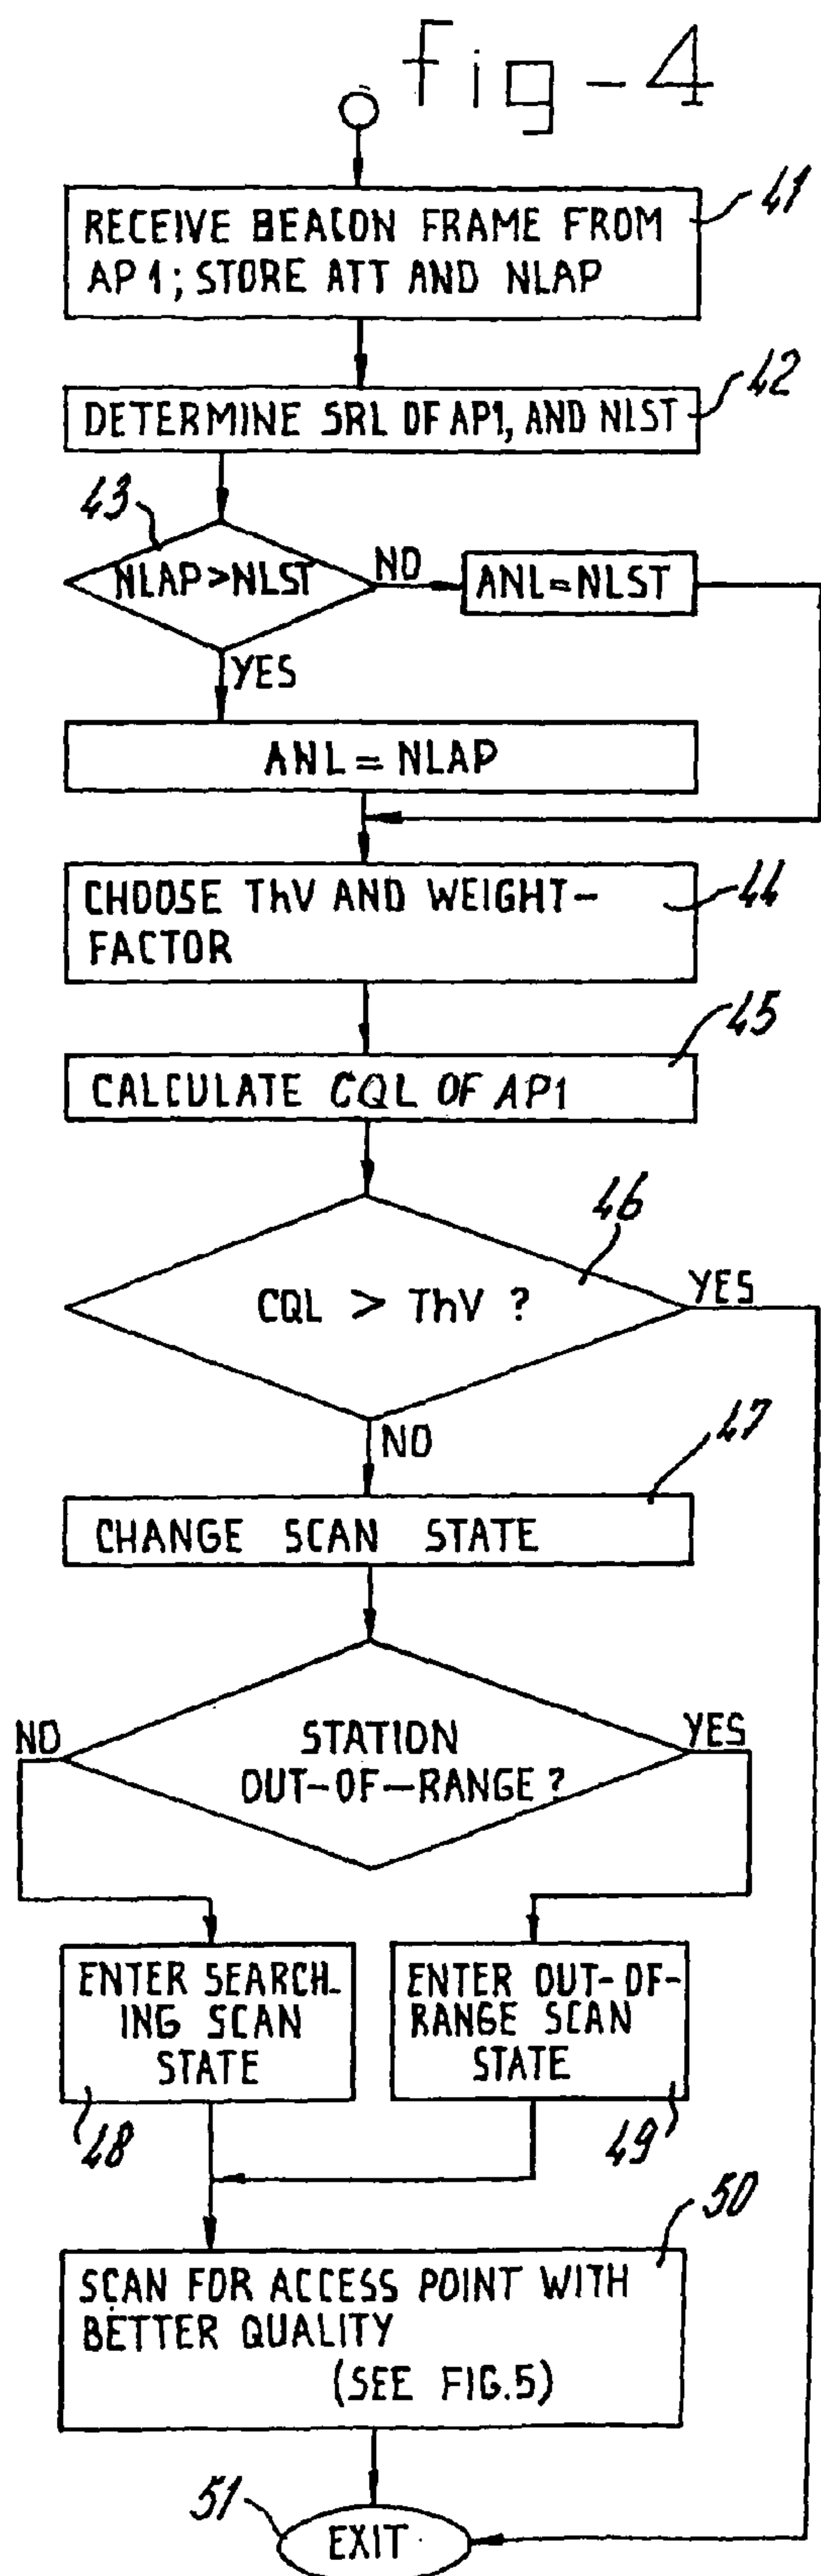 fig-4
41
RECEIVE BEACON FRAME FROM
AP1; STORE ATT AND NLAP
42
DETERMINE SRL OF AP1, AND NLST
43
NLAP>NLST
NO
ANL=NLST
YES
ANL = NLAP
CHOOSE ThV AND WEIGHT-
FACTOR
44
45
CALCULATE CQL OF AP1
46
CQL > ThV ?
YES
NO
47
CHANGE SCAN STATE
NO
STATION
OUT-OF-RANGE?
YES
ENTER SEARCH-
ING SCAN
STATE
48
ENTER OUT-OF-
RANGE SCAN
STATE
49
50
SCAN FOR ACCESS POINT WITH
BETTER QUALITY
(SEE FIG.5)
51
EXIT